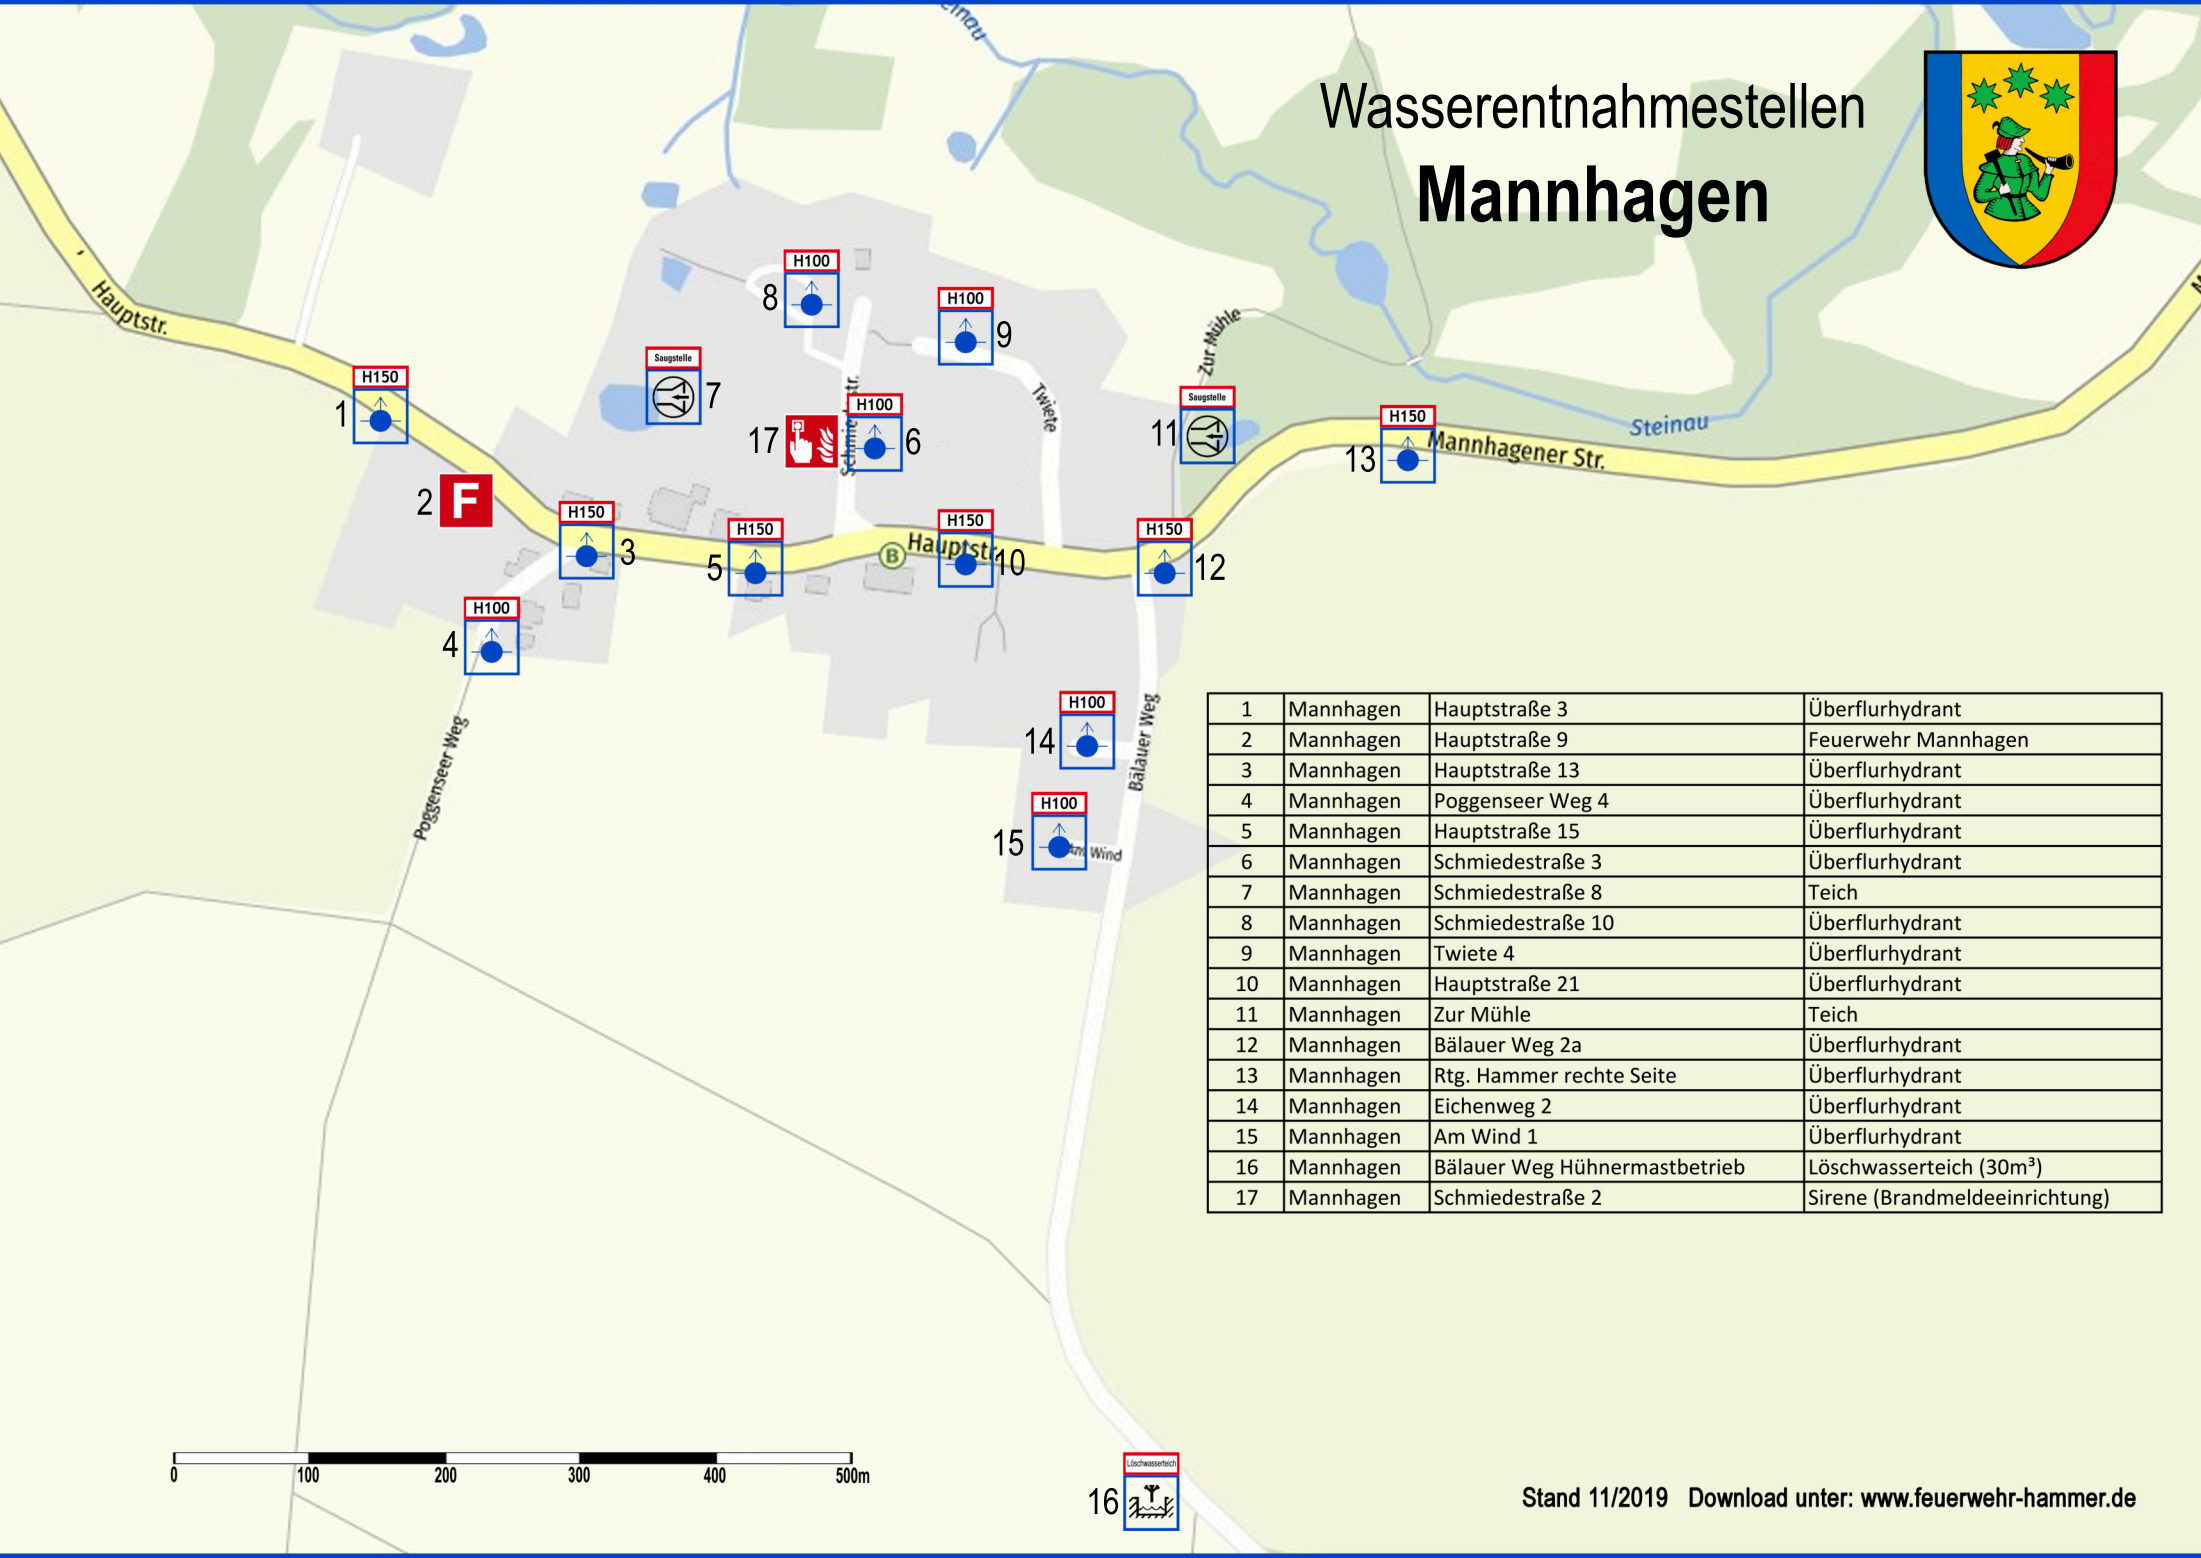 Steinau
Wasserentnahmestellen
Mannhagen
Hauptstr.
H100
8
H100
9
Zur Mühle
H150
1
Saugstelle
7
Twiete
Schmiedestr.
H100
6
17
Saugstelle
11
H150
13
Mannhagener Str.
Steinau
2 F
H150
3
H150
5
B
Hauptstr.
H150
10
H150
12
H100
4
Poggenseer Weg
H100
14
Bälauer Weg
H100
15
Am Wind
1 Mannhagen Hauptstraße 3 Überflurhydrant
2 Mannhagen Hauptstraße 9 Feuerwehr Mannhagen
3 Mannhagen Hauptstraße 13 Überflurhydrant
4 Mannhagen Poggenseer Weg 4 Überflurhydrant
5 Mannhagen Hauptstraße 15 Überflurhydrant
6 Mannhagen Schmiedestraße 3 Überflurhydrant
7 Mannhagen Schmiedestraße 8 Teich
8 Mannhagen Schmiedestraße 10 Überflurhydrant
9 Mannhagen Twiete 4 Überflurhydrant
10 Mannhagen Hauptstraße 21 Überflurhydrant
11 Mannhagen Zur Mühle Teich
12 Mannhagen Bälauer Weg 2a Überflurhydrant
13 Mannhagen Rtg. Hammer rechte Seite Überflurhydrant
14 Mannhagen Eichenweg 2 Überflurhydrant
15 Mannhagen Am Wind 1 Überflurhydrant
16 Mannhagen Bälauer Weg Hühnermastbetrieb Löschwasserteich (30m³)
17 Mannhagen Schmiedestraße 2 Sirene (Brandmeldeeinrichtung)
0 100 200 300 400 500m
Löschwasserteich
16
Stand 11/2019 Download unter: www.feuerwehr-hammer.de